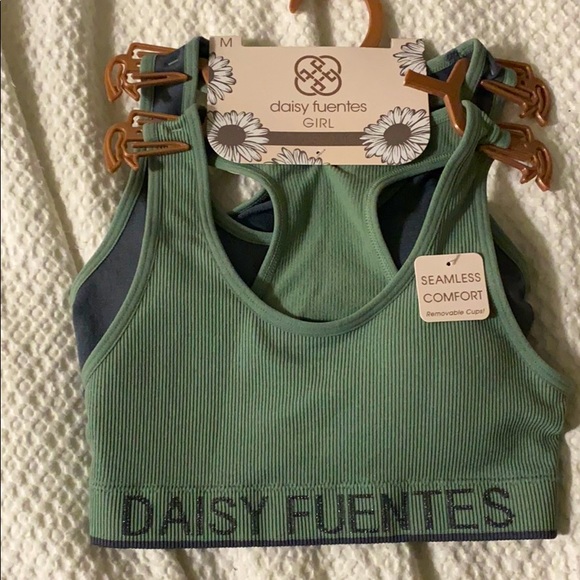 M
daisy fuentes
GIRL
SEAMLESS
COMFORT
Removable Cups!
DAISY FUENTES